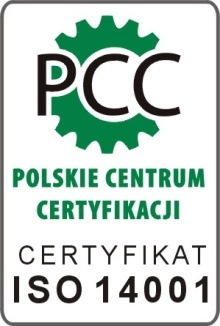 PCC
POLSKIE CENTRUM
CERTYFIKACJI
CERTYFIKAT
ISO 14001